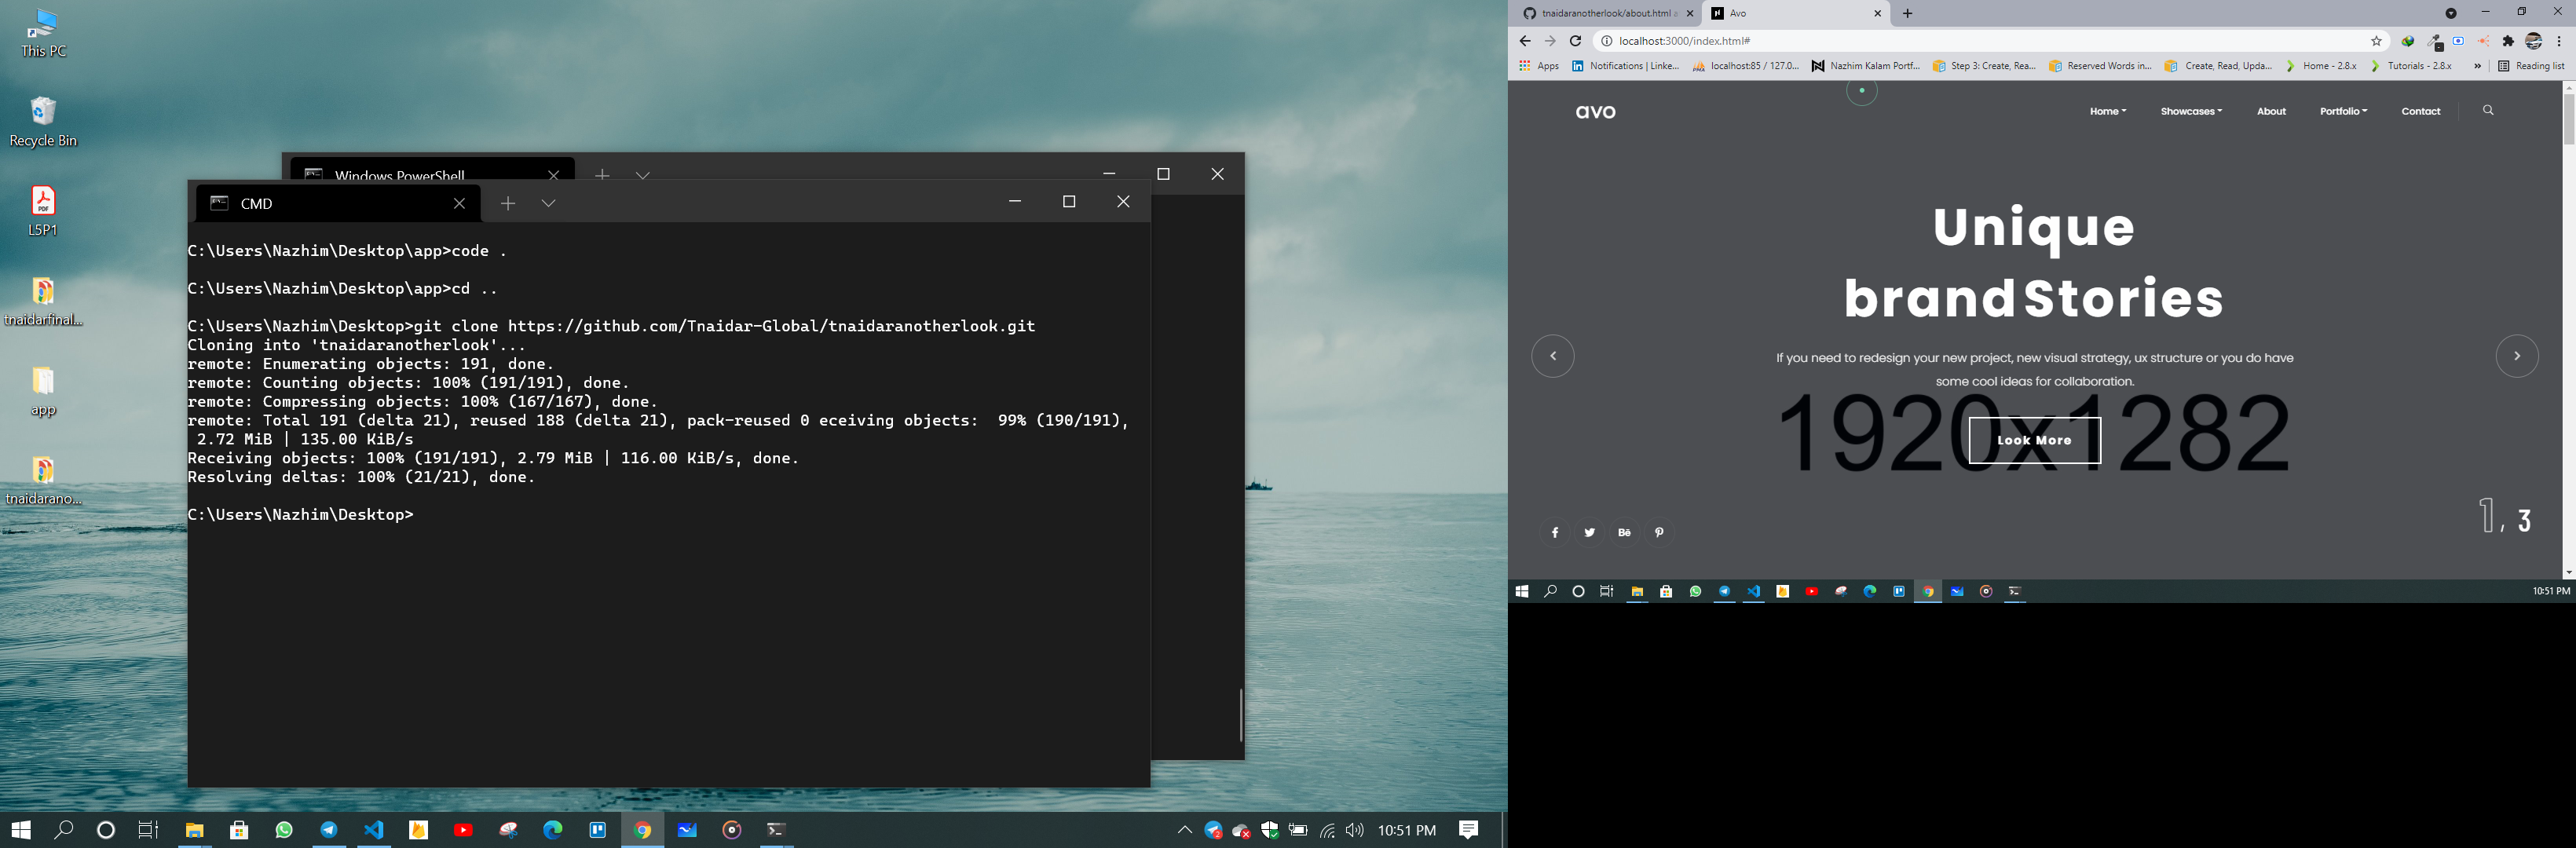 This PC
Recycle Bin
L5P1
tnaidarfinal...
app
tnaidarano...
Windows PowerShell
CMD
C:\Users\Nazhim\Desktop\app>code .
C:\Users\Nazhim\Desktop\app>cd ..
C:\Users\Nazhim\Desktop>git clone https://github.com/Tnaidar-Global/tnaidaranotherlook.git
Cloning into 'tnaidaranotherlook'...
remote: Enumerating objects: 191, done.
remote: Counting objects: 100% (191/191), done.
remote: Compressing objects: 100% (167/167), done.
remote: Total 191 (delta 21), reused 188 (delta 21), pack-reused 0 eceiving objects:  99% (190/191),
 2.72 MiB | 135.00 KiB/s
Receiving objects: 100% (191/191), 2.79 MiB | 116.00 KiB/s, done.
Resolving deltas: 100% (21/21), done.
C:\Users\Nazhim\Desktop>
10:51 PM
tnaidaranotherlook/about.html a
Avo
localhost:3000/index.html#
Apps
Notifications | Linke...
localhost:85 / 127.0...
Nazhim Kalam Portf...
Step 3: Create, Rea...
Reserved Words in...
Create, Read, Upda...
Home - 2.8.x
Tutorials - 2.8.x
»
Reading list
avo
Home
Showcases
About
Portfolio
Contact
Unique
brand Stories
If you need to redesign your new project, new visual strategy, ux structure or you do have
some cool ideas for collaboration.
1920x1282
Look More
1, 3
10:51 PM